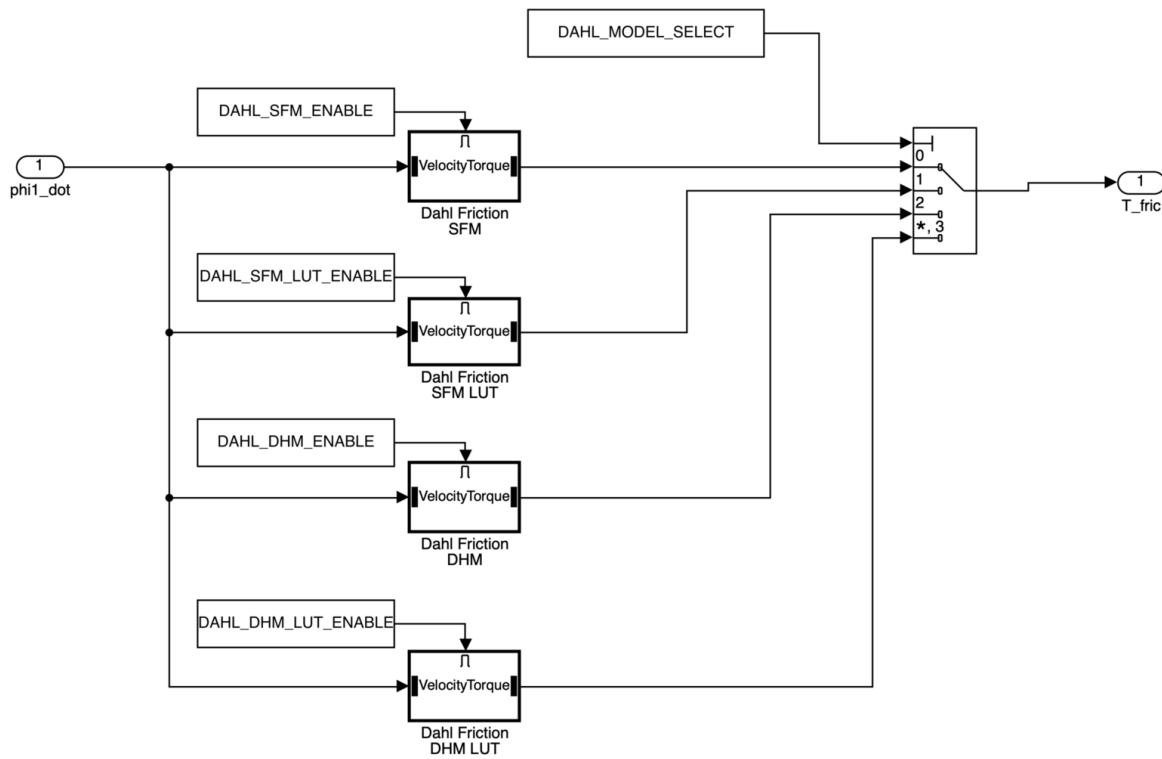 DAHL_MODEL_SELECT
DAHL_SFM_ENABLE
1
phi1_dot
VelocityTorque
Dahl Friction
SFM
0
1
2
*, 3
1
T_fric
DAHL_SFM_LUT_ENABLE
VelocityTorque
Dahl Friction
SFM LUT
DAHL_DHM_ENABLE
VelocityTorque
Dahl Friction
DHM
DAHL_DHM_LUT_ENABLE
VelocityTorque
Dahl Friction
DHM LUT